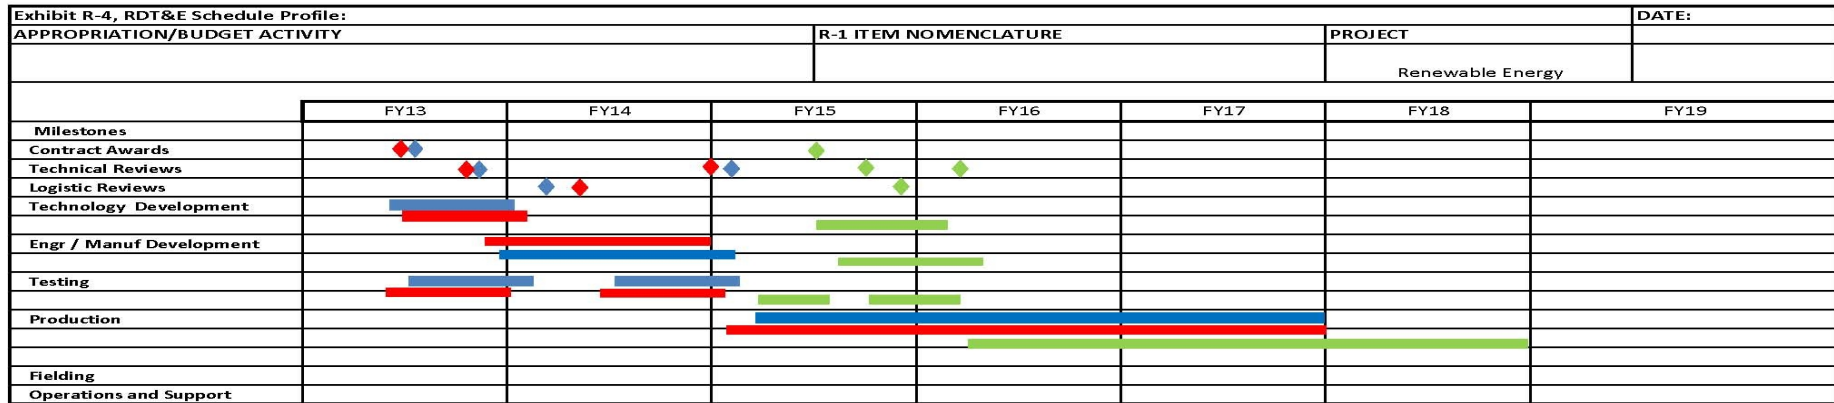 Exhibit R-4, RDT&E Schedule Profile: DATE:
APPROPRIATION/BUDGET ACTIVITY R-1 ITEM NOMENCLATURE PROJECT
Renewable Energy
FY13 FY14 FY15 FY16 FY17 FY18 FY19
Milestones
Contract Awards
Technical Reviews
Logistic Reviews
Technology Development
Engr / Manuf Development
Testing
Production
Fielding
Operations and Support